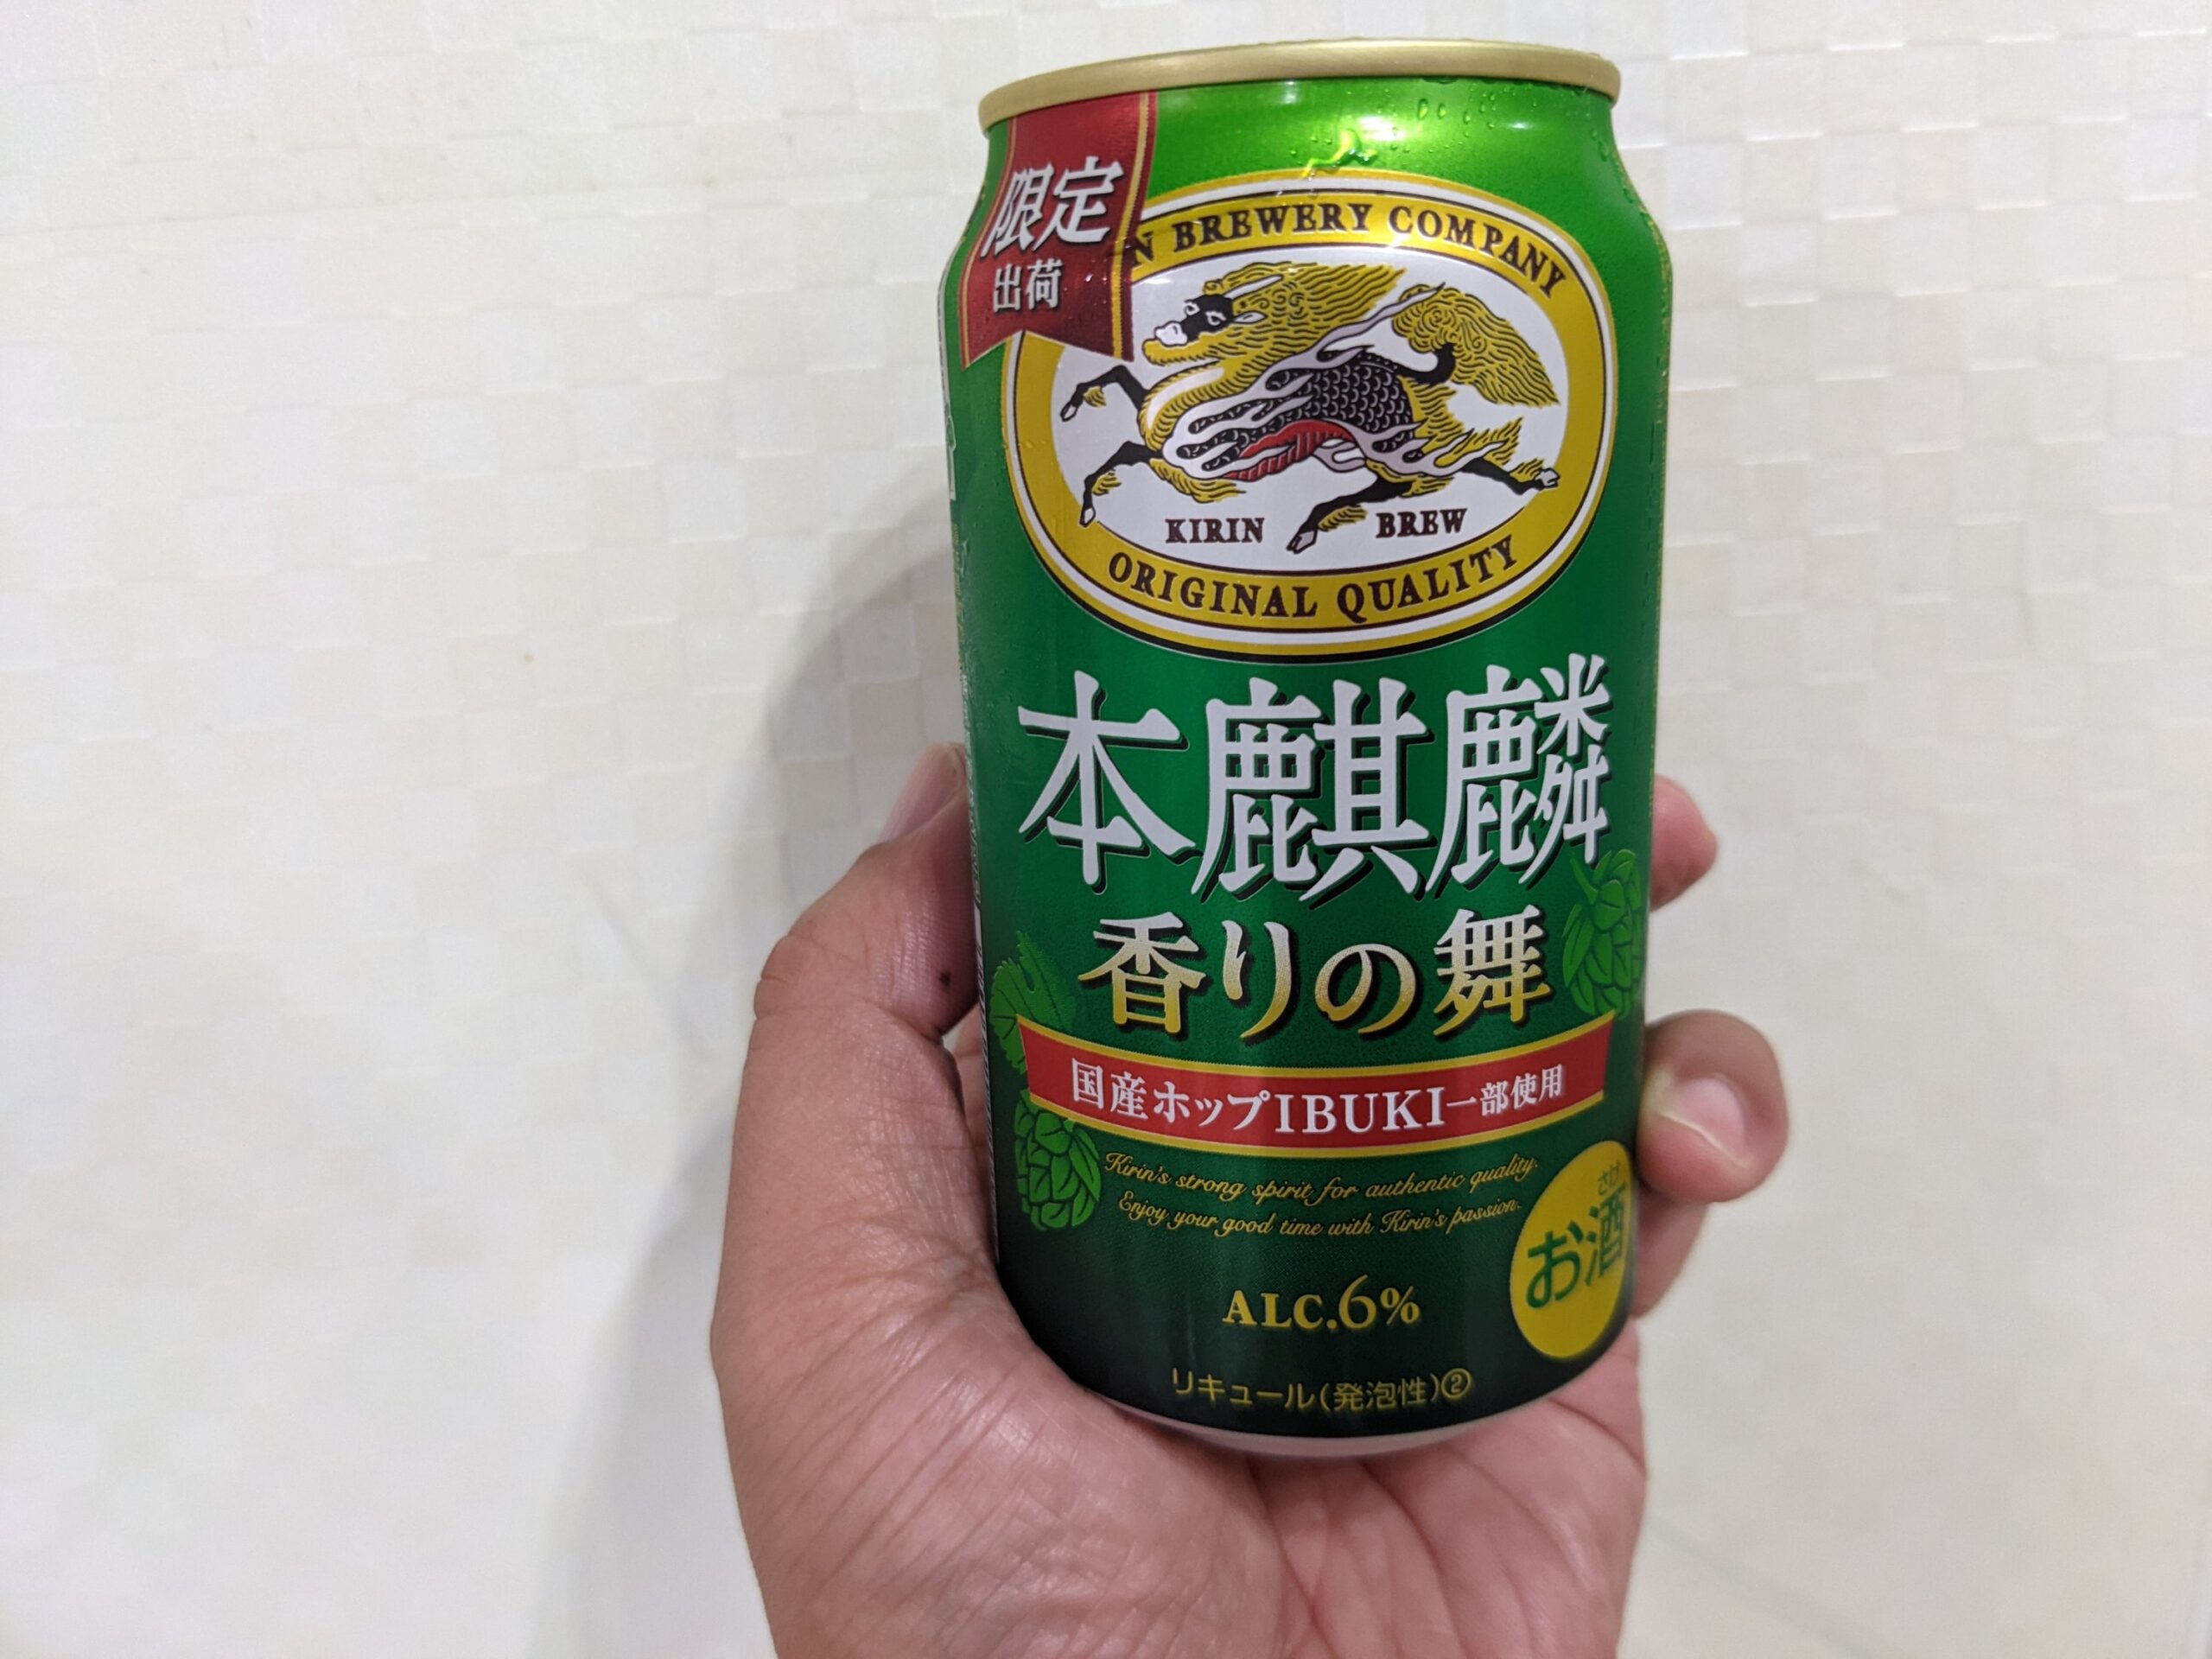 限定
出荷
N BREWERY COMPANY
KIRIN BREW
ORIGINAL QUALITY
本麒麟
香りの舞
国産ホップIBUKI一部使用
Kirin's strong spirit for authentic quality.
Enjoy your good time with Kirin's passion.
さけ
お酒
ALC.6%
リキュール(発泡性)②